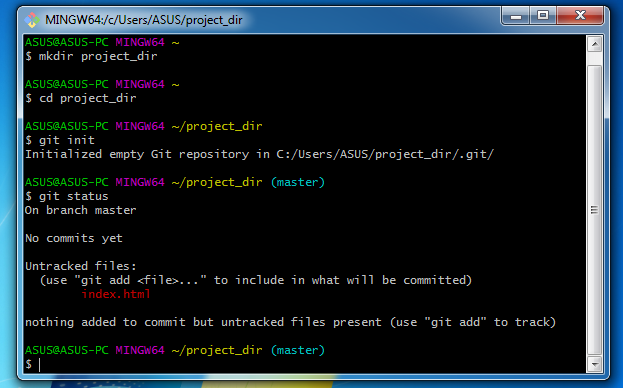 MINGW64:/c/Users/ASUS/project_dir
ASUS@ASUS-PC MINGW64 ~
$ mkdir project_dir
ASUS@ASUS-PC MINGW64 ~
$ cd project_dir
ASUS@ASUS-PC MINGW64 ~/project_dir
$ git init
Initialized empty Git repository in C:/Users/ASUS/project_dir/.git/
ASUS@ASUS-PC MINGW64 ~/project_dir (master)
$ git status
On branch master
No commits yet
Untracked files:
(use "git add <file>..." to include in what will be committed)
index.html
nothing added to commit but untracked files present (use "git add" to track)
ASUS@ASUS-PC MINGW64 ~/project_dir (master)
$